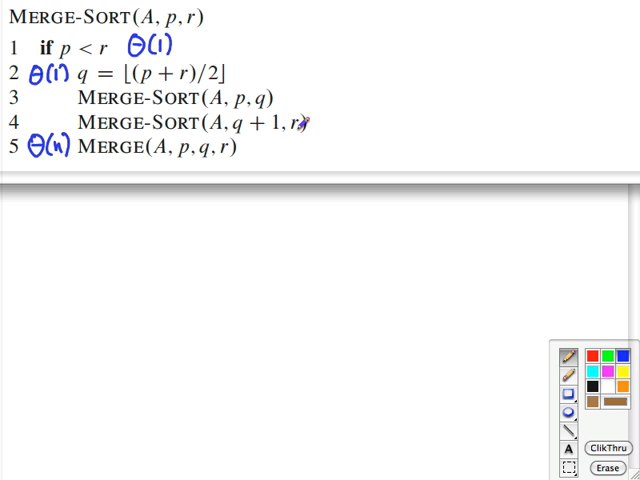 MERGE-SORT(A, p, r)
1 if p < r Θ(1)
2 Θ(1) q = ⌊(p + r)/2⌋
3 MERGE-SORT(A, p, q)
4 MERGE-SORT(A, q + 1, r)
5 Θ(n) MERGE(A, p, q, r)
A
ClikThru
Erase